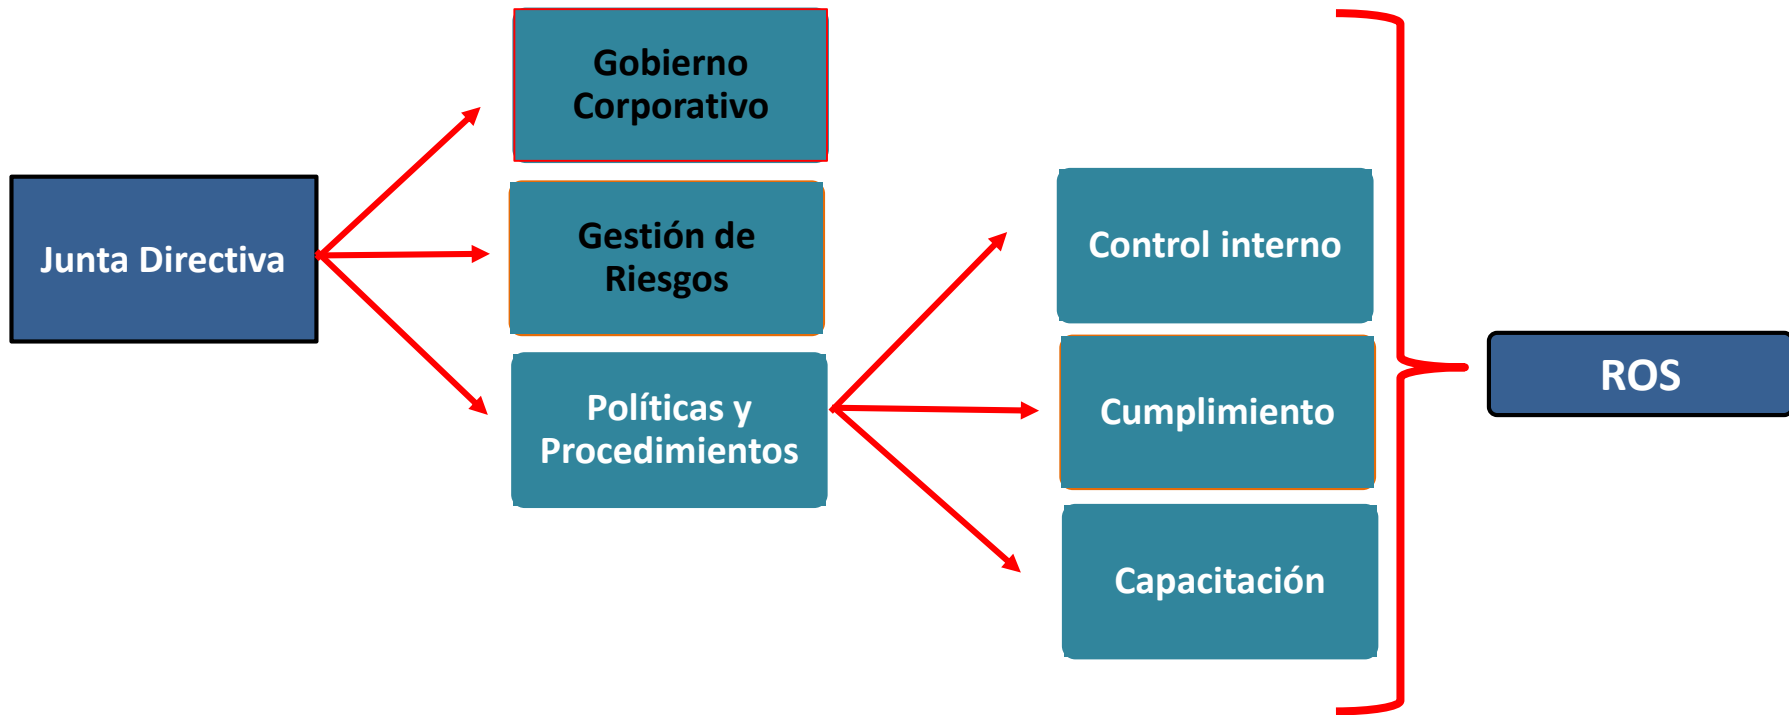 Gobierno
Corporativo
Junta Directiva
Gestión de
Riesgos
Políticas y
Procedimientos
Control interno
Cumplimiento
Capacitación
ROS